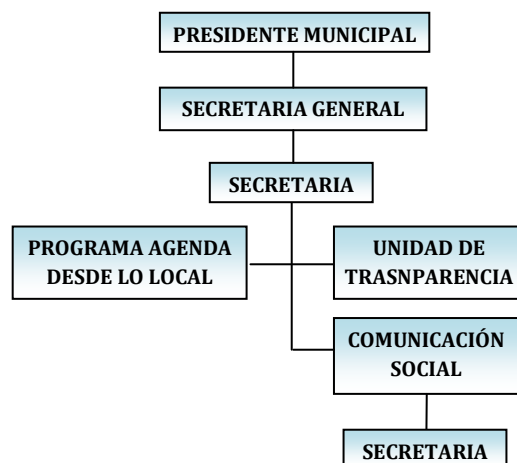 PRESIDENTE MUNICIPAL
SECRETARIA GENERAL
SECRETARIA
PROGRAMA AGENDA
DESDE LO LOCAL
UNIDAD DE
TRASNPARENCIA
COMUNICACIÓN
SOCIAL
SECRETARIA